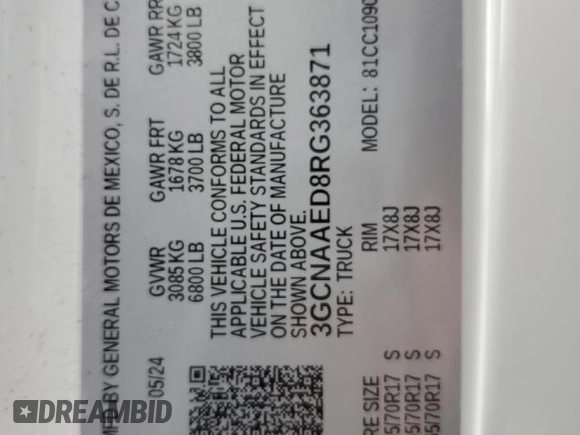 MFD BY GENERAL MOTORS DE MEXICO, S. DE R.L. DE C
05/24
GVWR GAWR FRT GAWR RR
3085 KG 1678 KG 1724 KG
6800 LB 3700 LB 3800 LB
THIS VEHICLE CONFORMS TO ALL
APPLICABLE U.S. FEDERAL MOTOR
VEHICLE SAFETY STANDARDS IN EFFECT
ON THE DATE OF MANUFACTURE
SHOWN ABOVE.
3GCNAAED8RG363871
TYPE: TRUCK MODEL: 81CC1090
RE SIZE RIM
5/70R17 S 17X8J
5/70R17 S 17X8J
5/70R17 S 17X8J
DREAMBID